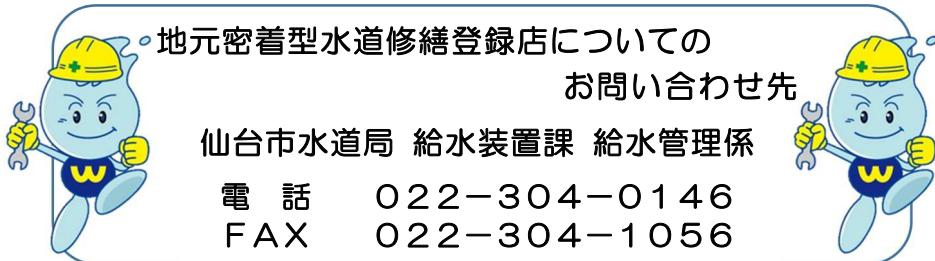 地元密着型水道修繕登録店についての
お問い合わせ先
仙台市水道局 給水装置課 給水管理係
電 話 022-304-0146
FAX 022-304-1056
W
W